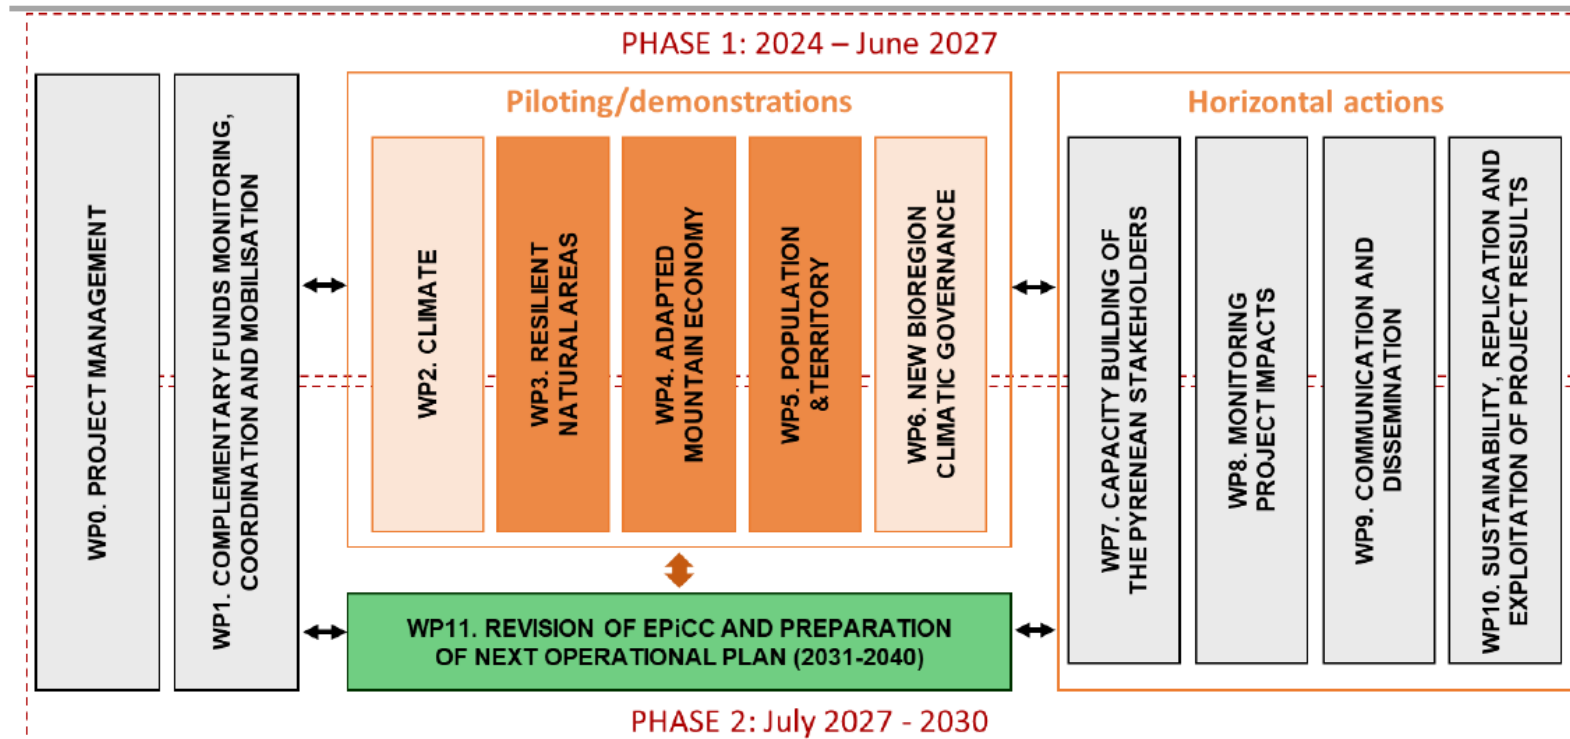 PHASE 1: 2024 – June 2027
WP0. PROJECT MANAGEMENT
WP1. COMPLEMENTARY FUNDS MONITORING,
COORDINATION AND MOBILISATION
Piloting/demonstrations
WP2. CLIMATE
WP3. RESILIENT
NATURAL AREAS
WP4. ADAPTED
MOUNTAIN ECONOMY
WP5. POPULATION
& TERRITORY
WP6. NEW BIOREGION
CLIMATIC GOVERNANCE
Horizontal actions
WP7. CAPACITY BUILDING OF
THE PYRENEAN STAKEHOLDERS
WP8. MONITORING
PROJECT IMPACTS
WP9. COMMUNICATION AND
DISSEMINATION
WP10. SUSTAINABILITY, REPLICATION AND
EXPLOITATION OF PROJECT RESULTS
WP11. REVISION OF EPiCC AND PREPARATION
OF NEXT OPERATIONAL PLAN (2031-2040)
PHASE 2: July 2027 - 2030